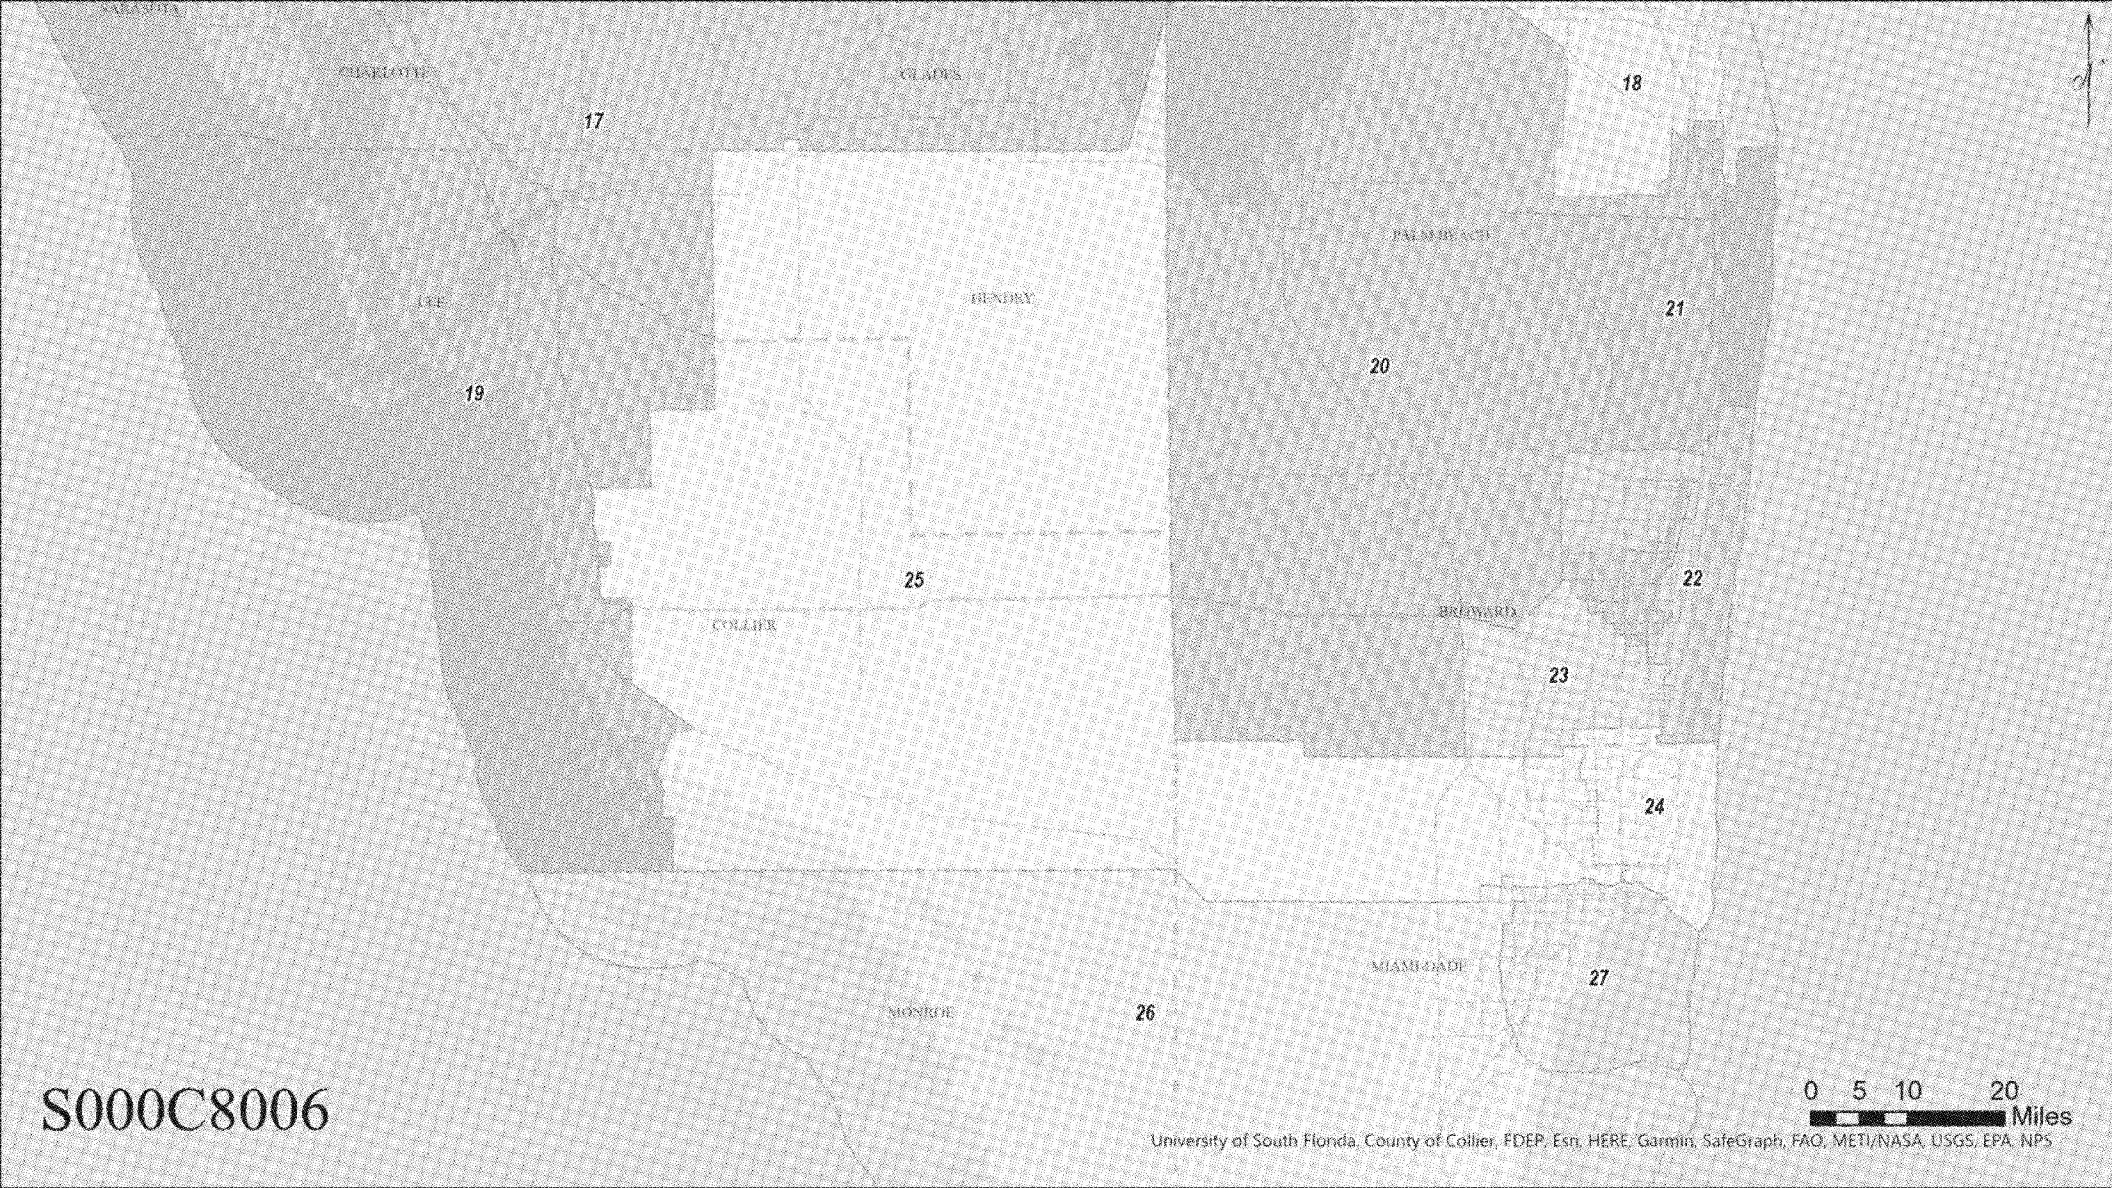 SARASOTA
CHARLOTTE
GLADES
18
17
PALM BEACH
LEE
HENDRY
21
20
19
22
25
BROWARD
COLLIER
23
24
MIAMI-DADE
27
MONROE
26
S000C8006
0 5 10 20
Miles
University of South Florida, County of Collier, FDEP, Esri, HERE, Garmin, SafeGraph, FAO, METI/NASA, USGS, EPA, NPS